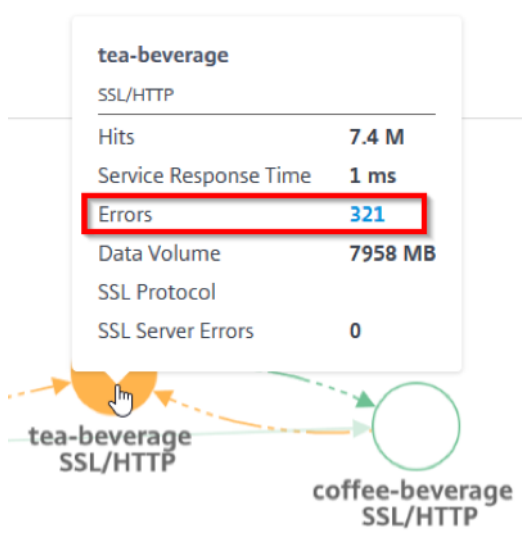 tea-beverage
SSL/HTTP
Hits 7.4 M
Service Response Time 1 ms
Errors 321
Data Volume 7958 MB
SSL Protocol
SSL Server Errors 0
tea-beverage
SSL/HTTP
coffee-beverage
SSL/HTTP